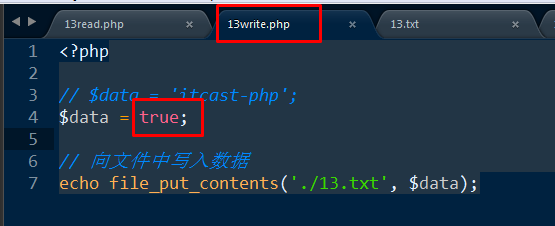 13read.php × 13write.php × 13.txt ×
1 <?php
2
3 // $data = 'itcast-php';
4 $data = true;
5
6 // 向文件中写入数据
7 echo file_put_contents('./13.txt', $data);